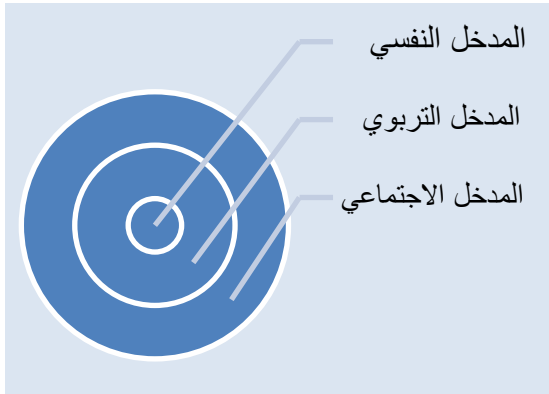 المدخل النفسي
المدخل التربوي
المدخل الاجتماعي